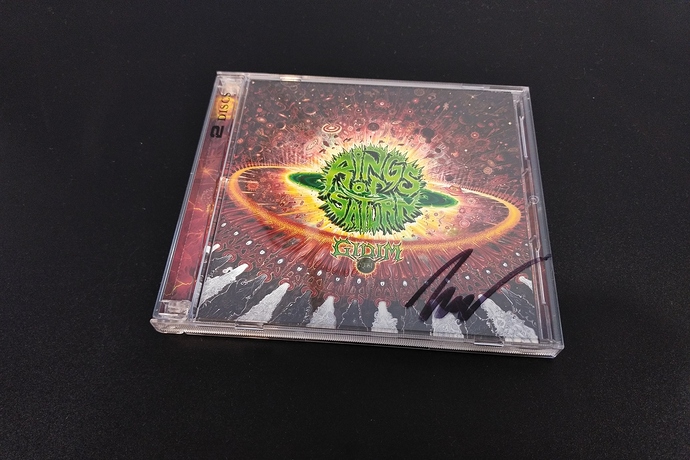 2 DISCS
RINGS
OF
SATURN
GIDIM